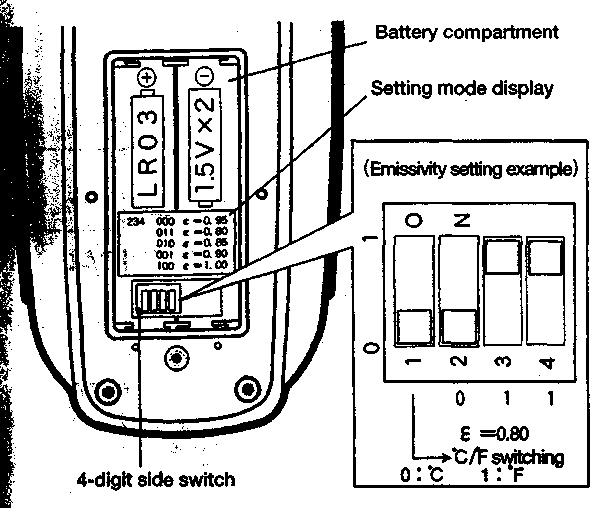 Battery compartment
Setting mode display
LR03
1.5V×2
234 000 ε=0.95
011 ε=0.80
010 ε=0.85
001 ε=0.90
100 ε=1.00
4-digit side switch
(Emissivity setting example)
ON
1
0
1 2 3 4
0 1 1
ε=0.80
℃/℉ switching
0:℃ 1:℉